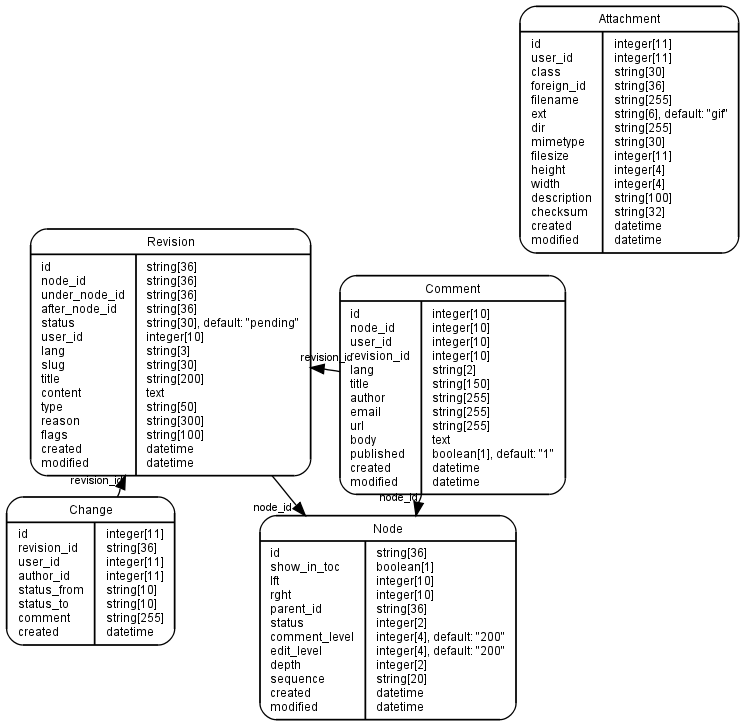 Attachment
id integer[11]
user_id integer[11]
class string[30]
foreign_id string[36]
filename string[255]
ext string[6], default: "gif"
dir string[255]
mimetype string[30]
filesize integer[11]
height integer[4]
width integer[4]
description string[100]
checksum string[32]
created datetime
modified datetime
Revision
id string[36]
node_id string[36]
under_node_id string[36]
after_node_id string[36]
status string[30], default: "pending"
user_id integer[10]
lang string[3]
slug string[30]
title string[200]
content text
type string[50]
reason string[300]
flags string[100]
created datetime
modified datetime
Comment
id integer[10]
node_id integer[10]
user_id integer[10]
revision_id integer[10]
lang string[2]
title string[150]
author string[255]
email string[255]
url string[255]
body text
published boolean[1], default: "1"
created datetime
modified datetime
revision_id
revision_id
node_id
node_id
Change
id integer[11]
revision_id string[36]
user_id integer[11]
author_id integer[11]
status_from string[10]
status_to string[10]
comment string[255]
created datetime
Node
id string[36]
show_in_toc boolean[1]
lft integer[10]
rght integer[10]
parent_id string[36]
status integer[2]
comment_level integer[4], default: "200"
edit_level integer[4], default: "200"
depth integer[2]
sequence string[20]
created datetime
modified datetime